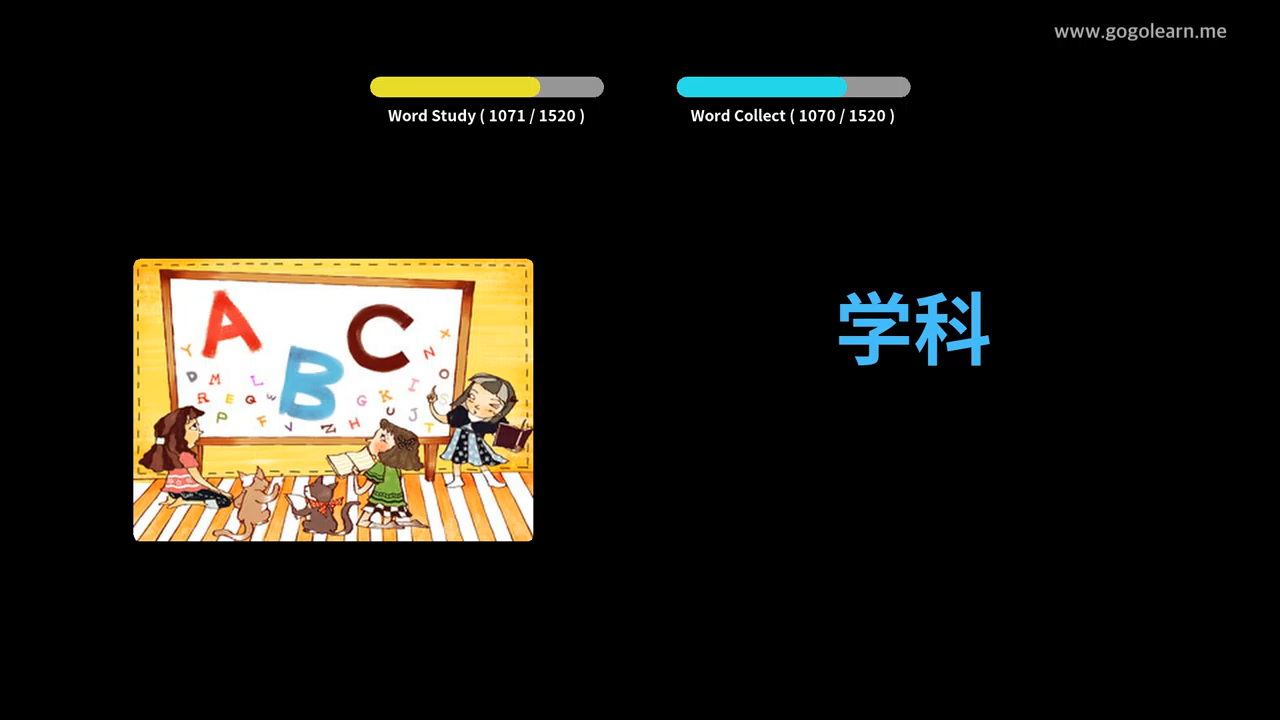 www.gogolearn.me
Word Study ( 1071 / 1520 )
Word Collect ( 1070 / 1520 )
学科
A
B
C
Y
X
N
D
M
L
O
R
E
Q
W
G
K
I
S
P
F
V
Z
H
U
J
T